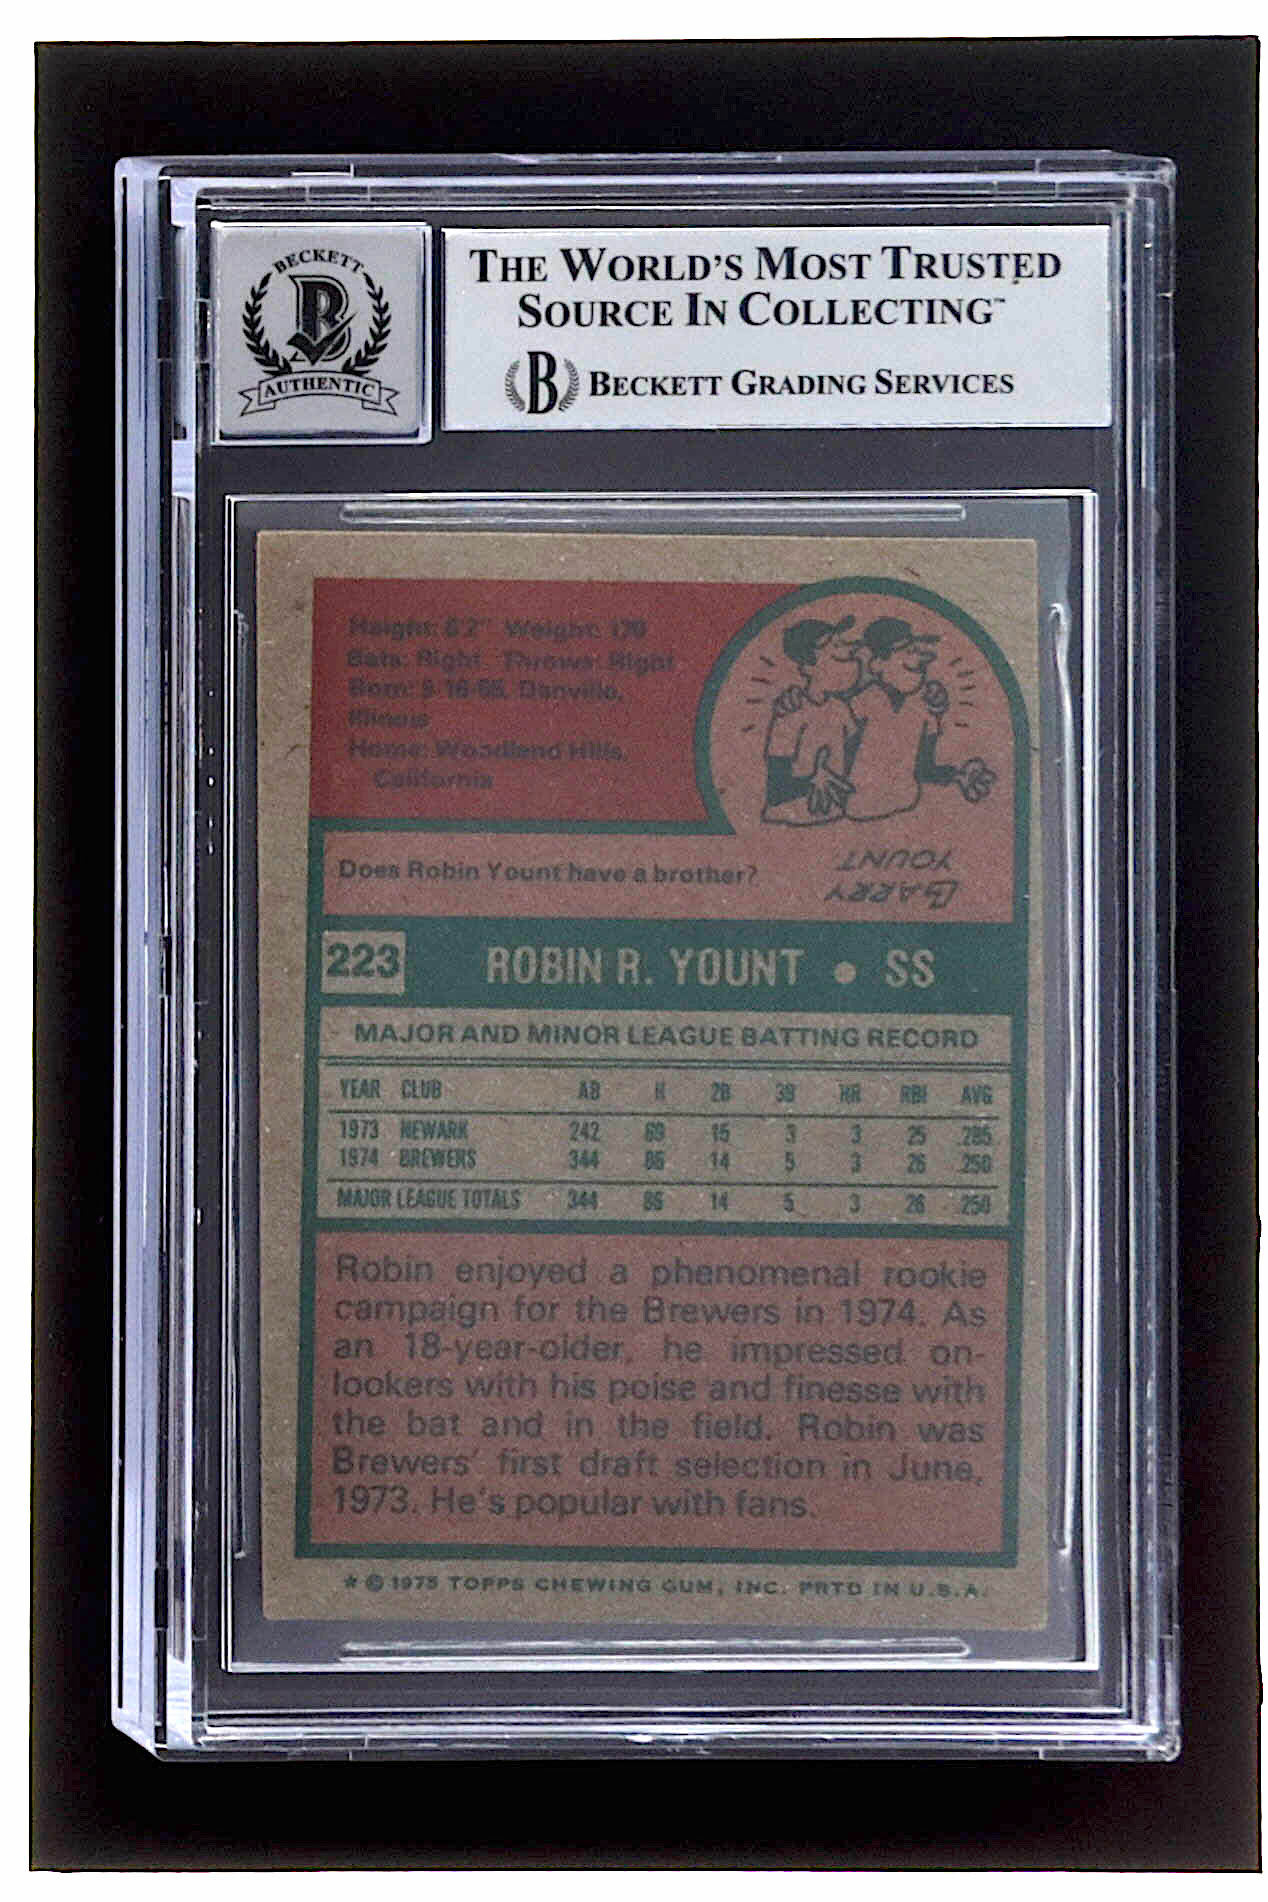 BECKETT
AUTHENTIC
THE WORLD'S MOST TRUSTED
SOURCE IN COLLECTING™
B BECKETT GRADING SERVICES
Height: 6'2" Weight: 170
Bats: Right Throws: Right
Born: 9-16-55, Danville,
Illinois
Home: Woodland Hills,
California
Does Robin Yount have a brother?
BARRY
YOUNT.
223 ROBIN R. YOUNT • SS
MAJOR AND MINOR LEAGUE BATTING RECORD
YEAR CLUB AB H 2B 3B HR RBI AVG
1973 NEWARK 242 69 15 3 3 25 .285
1974 BREWERS 344 86 14 5 3 26 .250
MAJOR LEAGUE TOTALS 344 86 14 5 3 26 .250
Robin enjoyed a phenomenal rookie
campaign for the Brewers in 1974. As
an 18-year-older, he impressed on-
lookers with his poise and finesse with
the bat and in the field. Robin was
Brewers' first draft selection in June,
1973. He's popular with fans.
* © 1975 TOPPS CHEWING GUM, INC. PRTD IN U.S.A.